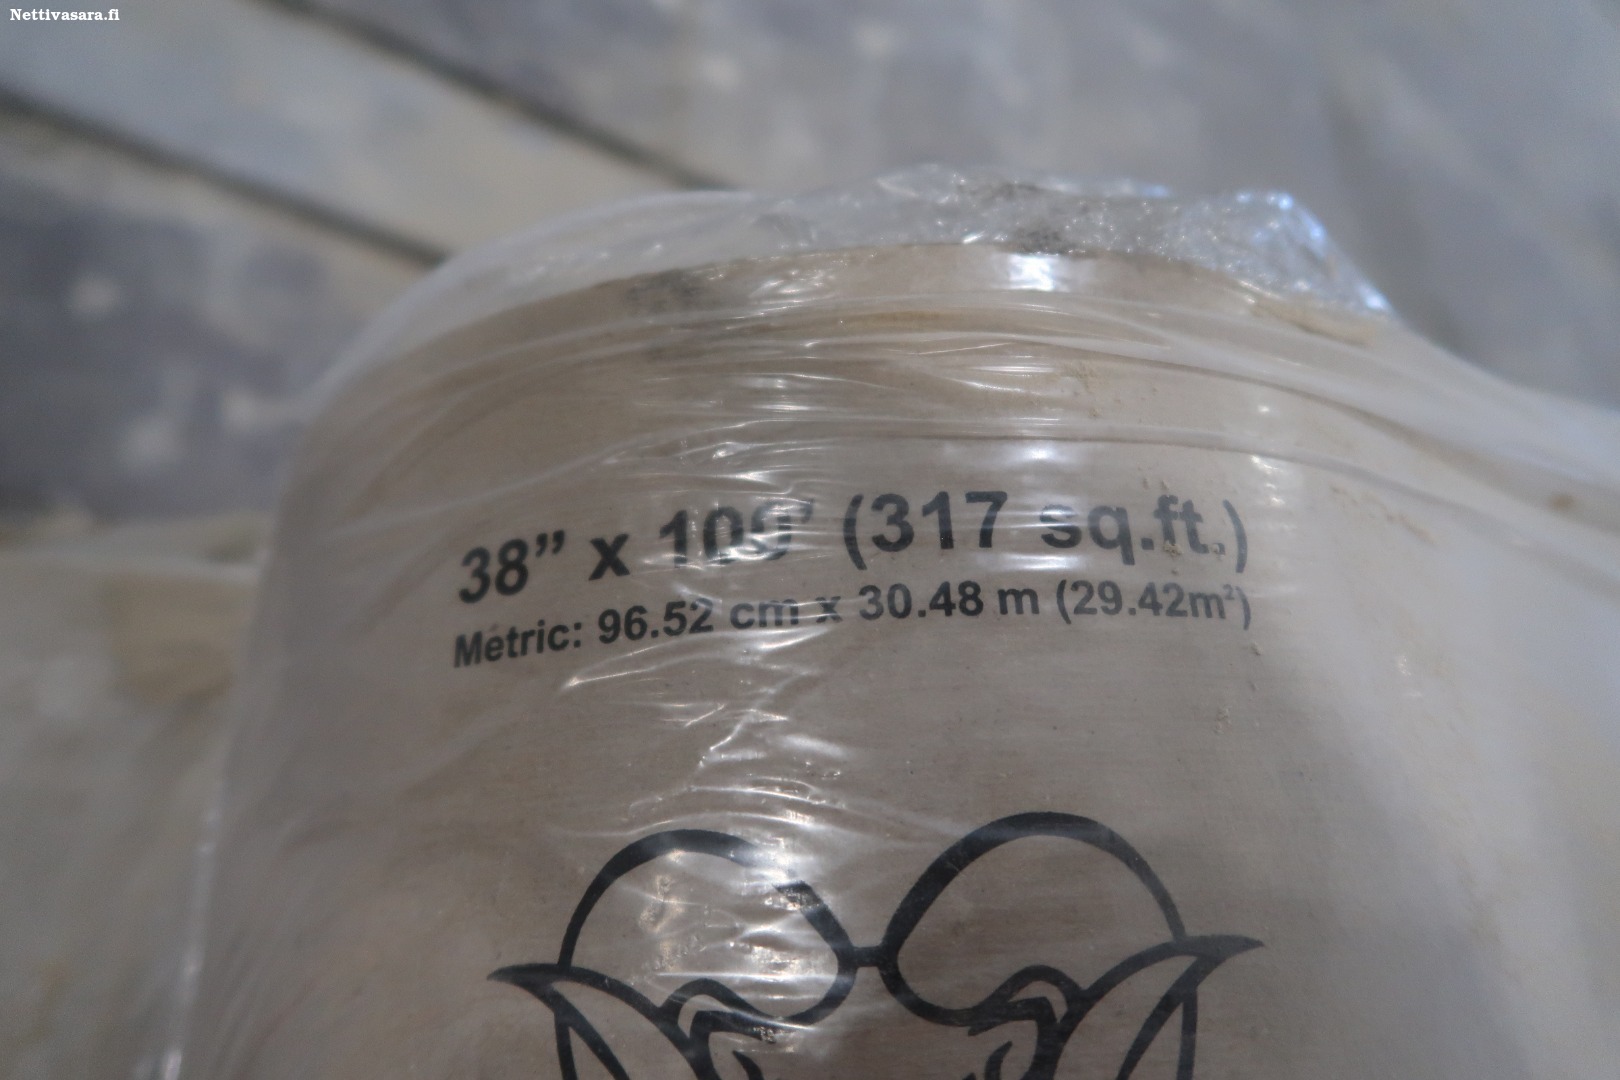 Nettivasara.fi
38” x 100’ (317 sq.ft.)
Metric: 96.52 cm x 30.48 m (29.42m²)